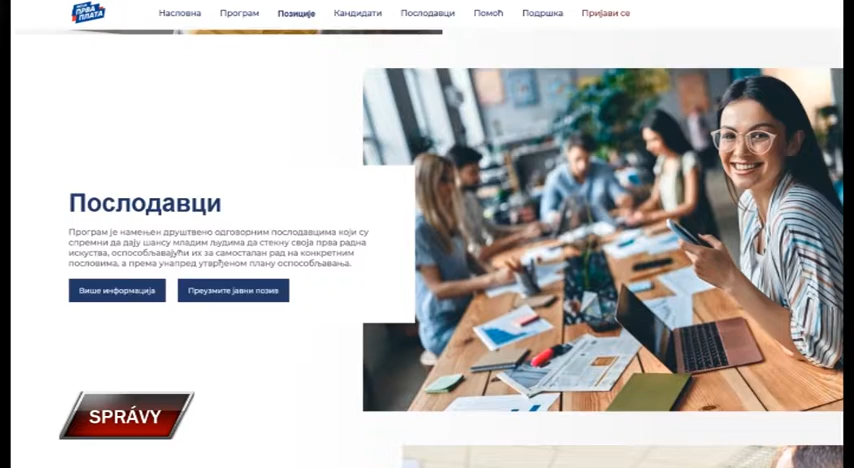 ПРВА
ПЛАТА
Насловна Програм Позиције Кандидати Послодавци Помоћ Подршка Пријави се
Послодавци
Програм је намењен друштвено одговорним послодавцима који су
спремни да дају шансу младим људима да стекну своја прва радна
искуства, оспособљавајући их за самосталан рад на конкретним
пословима, а према унапред утврђеном плану оспособљавања.
Више информација Преузмите јавни позив
SPRÁVY